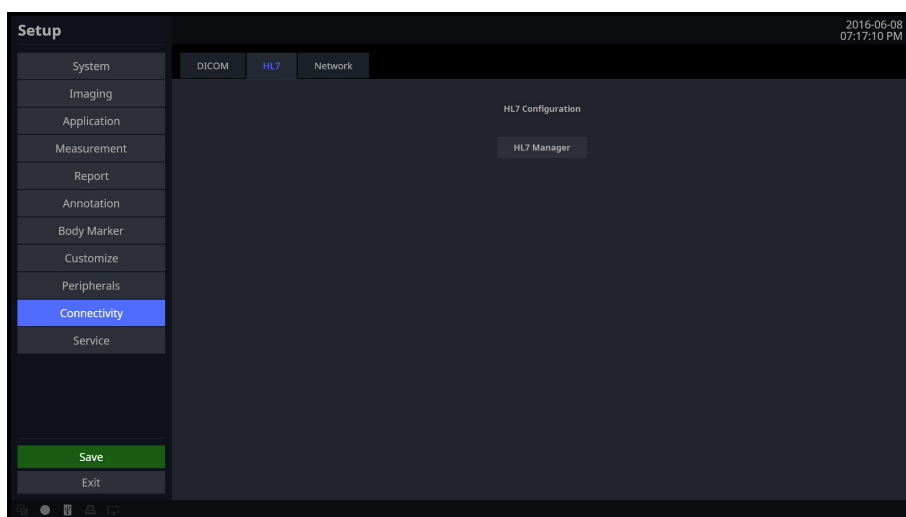 Setup
2016-06-08
07:17:10 PM
System
Imaging
Application
Measurement
Report
Annotation
Body Marker
Customize
Peripherals
Connectivity
Service
Save
Exit
DICOM HL7 Network
HL7 Configuration
HL7 Manager